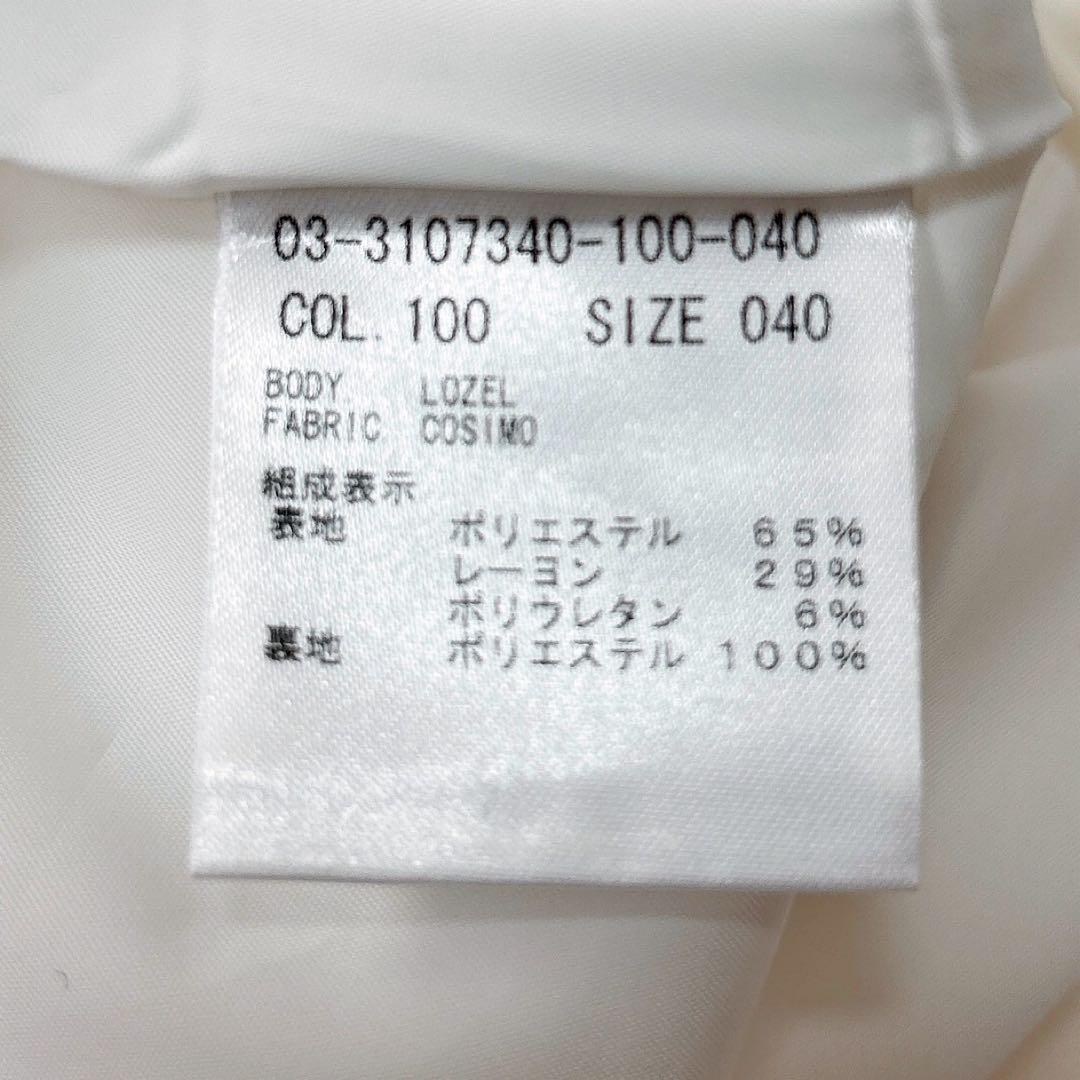 03-3107340-100-040
COL. 100 SIZE 040
BODY LOZEL
FABRIC COSIMO
組成表示
表地 ポリエステル 65%
レーヨン 29%
ポリウレタン 6%
裏地 ポリエステル 100%